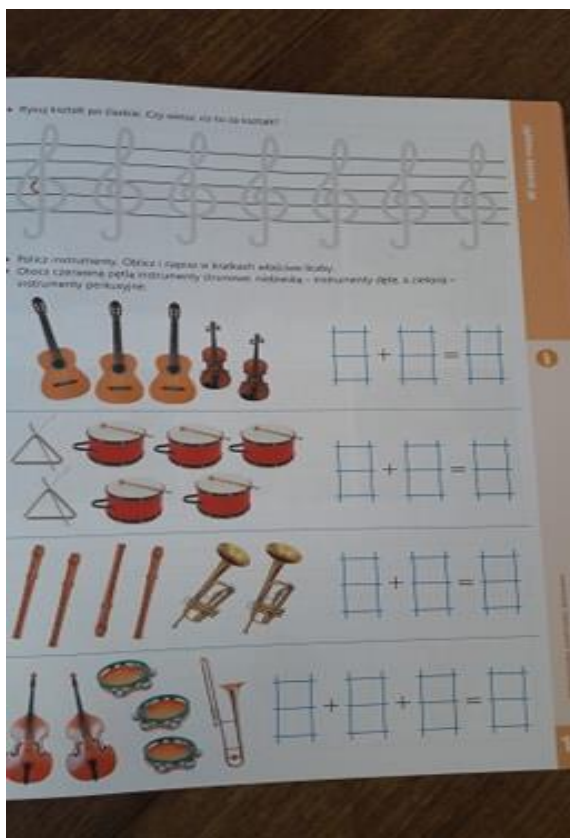 • Rysuj kształt po śladzie. Czy wiesz, co to za kształt?
• Policz instrumenty. Oblicz i napisz w kratkach właściwe liczby.
• Otocz czerwoną pętlą instrumenty strunowe, niebieską – instrumenty dęte, a zieloną –
instrumenty perkusyjne.
+ =
+ =
+ =
+ + =